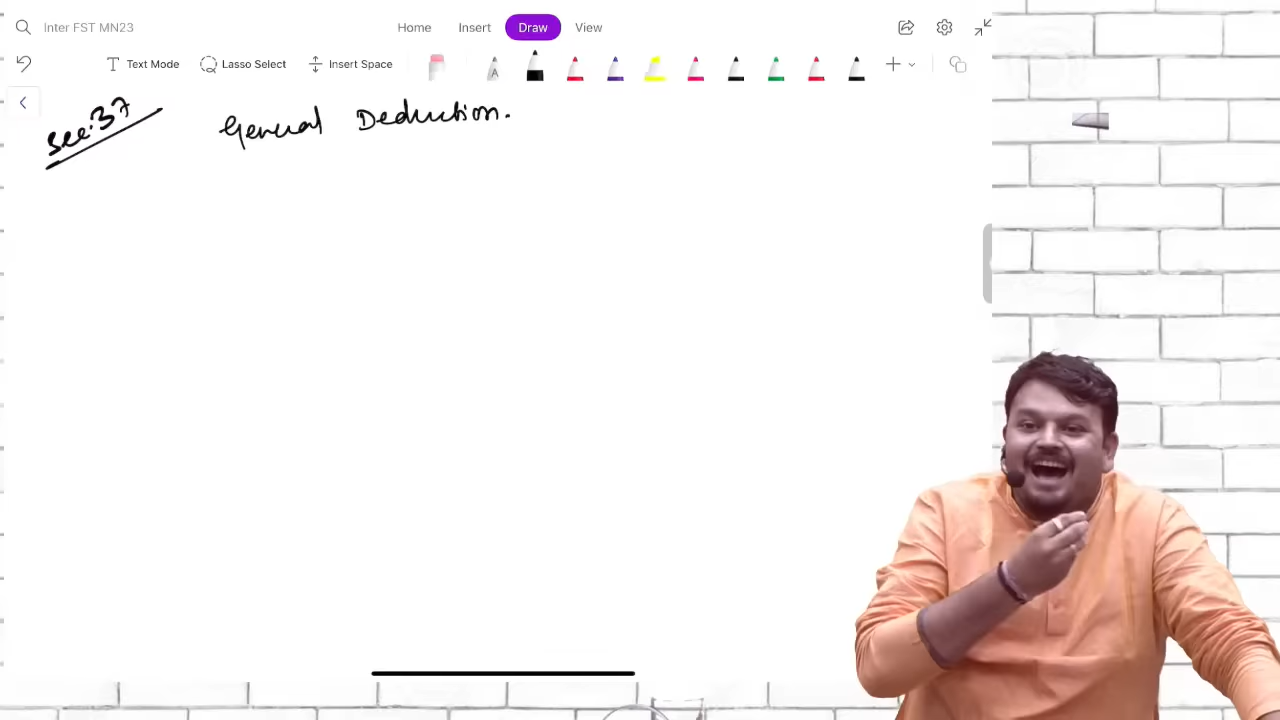 Inter FST MN23
Home Insert Draw View
Text Mode Lasso Select Insert Space
A
Sec.37 General Deduction.